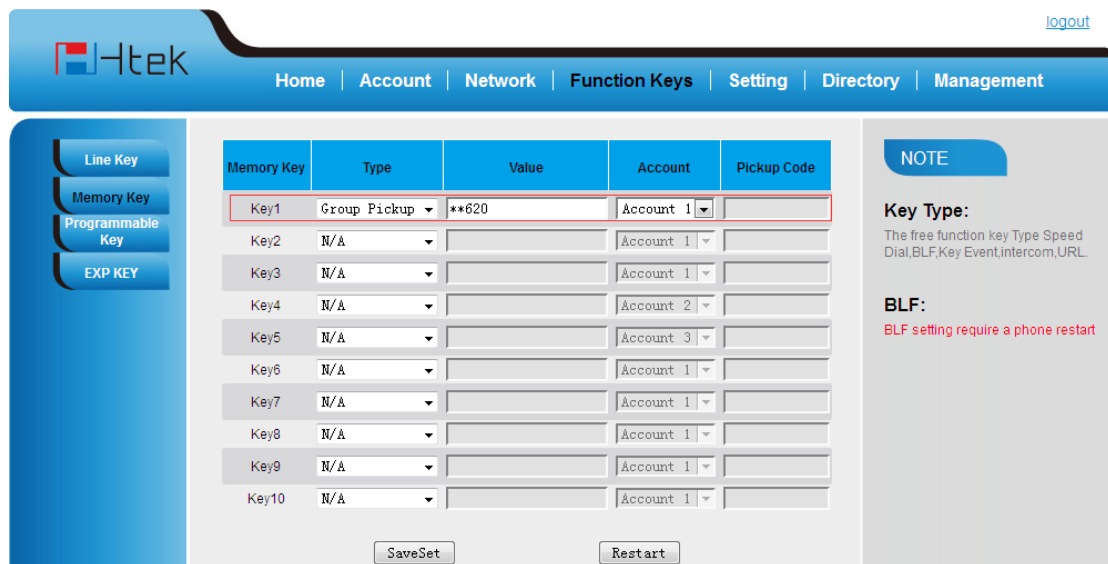 logout
Htek
Home | Account | Network | Function Keys | Setting | Directory | Management
Line Key
Memory Key
Programmable
Key
EXP KEY
Memory Key Type Value Account Pickup Code
Key1 Group Pickup **620 Account 1
Key2 N/A Account 1
Key3 N/A Account 1
Key4 N/A Account 2
Key5 N/A Account 3
Key6 N/A Account 1
Key7 N/A Account 1
Key8 N/A Account 1
Key9 N/A Account 1
Key10 N/A Account 1
SaveSet Restart
NOTE
Key Type:
The free function key Type Speed
Dial,BLF,Key Event,intercom,URL.
BLF:
BLF setting require a phone restart